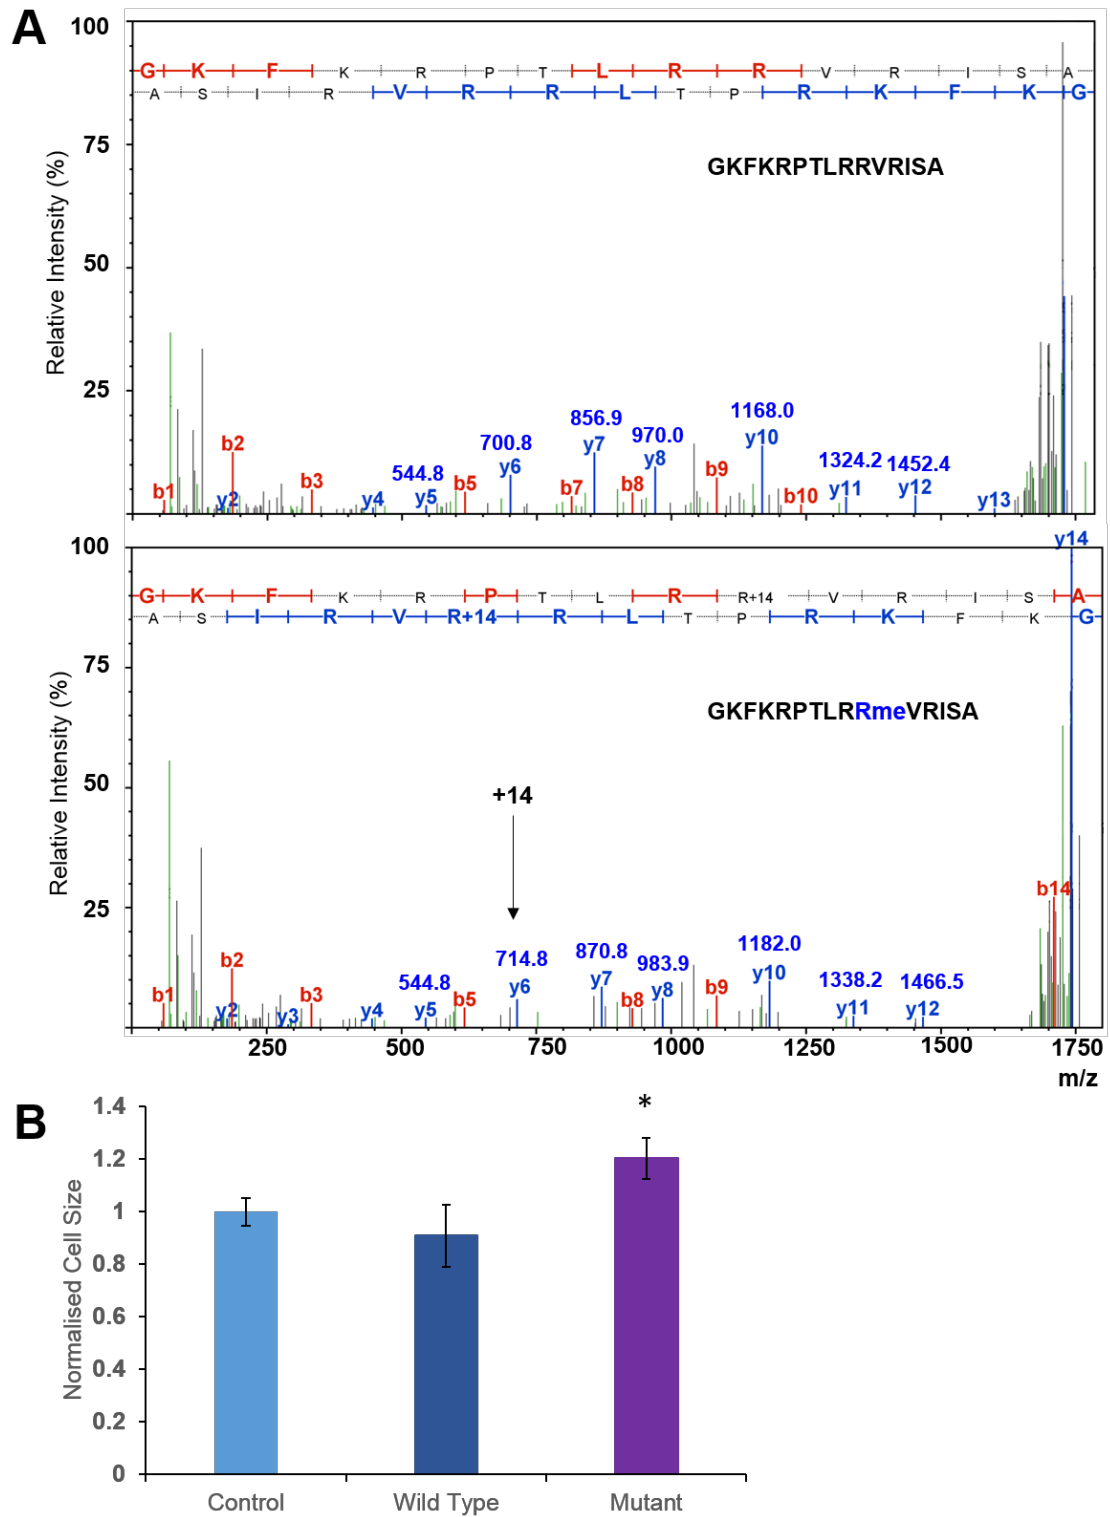 A
100
G K F K R P T L R R V R I S A
A S I R V R R L T P R K F K G
75
GKFKRPTLRRVRISA
50
Relative Intensity (%)
25
1168.0
856.9
970.0
y10
700.8
y7
1324.2 1452.4
b2
y8
544.8
y6
b9
b3
b5
b7
b8
y11
y12
b1
y2
y4
y5
b10
y13
100
y14
G K F K R P T L R R+14 V R I S A
A S I R V R+14 R L T P R K F K G
75
GKFKRPTLRRmeVRISA
Relative Intensity (%)
50
+14
25
b14
1182.0
714.8
870.8
983.9
b2
y10
544.8
y6
y7
y8
1338.2 1466.5
b1
b3
b5
b8
b9
y2
y3
y4
y5
y11
y12
250 500 750 1000 1250 1500 1750
m/z
B
1.4
*
1.2
1
Normalised Cell Size
0.8
0.6
0.4
0.2
0
Control Wild Type Mutant